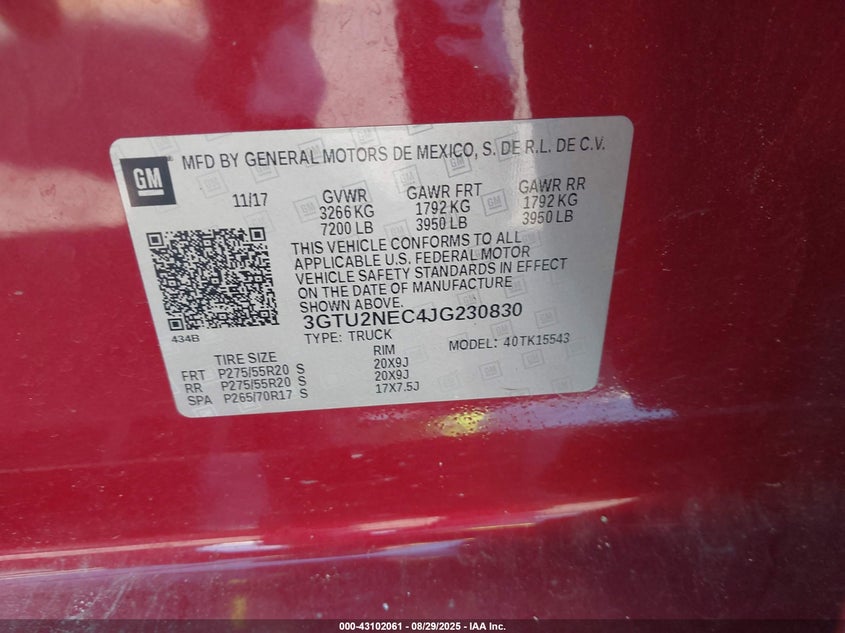 GM
MFD BY GENERAL MOTORS DE MEXICO, S. DE R.L. DE C.V.
11/17
GVWR GAWR FRT GAWR RR
3266 KG 1792 KG 1792 KG
7200 LB 3950 LB 3950 LB
THIS VEHICLE CONFORMS TO ALL
APPLICABLE U.S. FEDERAL MOTOR
VEHICLE SAFETY STANDARDS IN EFFECT
ON THE DATE OF MANUFACTURE
SHOWN ABOVE.
3GTU2NEC4JG230830
TYPE: TRUCK MODEL: 40TK15543
434B
TIRE SIZE RIM
FRT P275/55R20 S 20X9J
RR P275/55R20 S 20X9J
SPA P265/70R17 S 17X7.5J
000-43102061 - 08/29/2025 - IAA Inc.